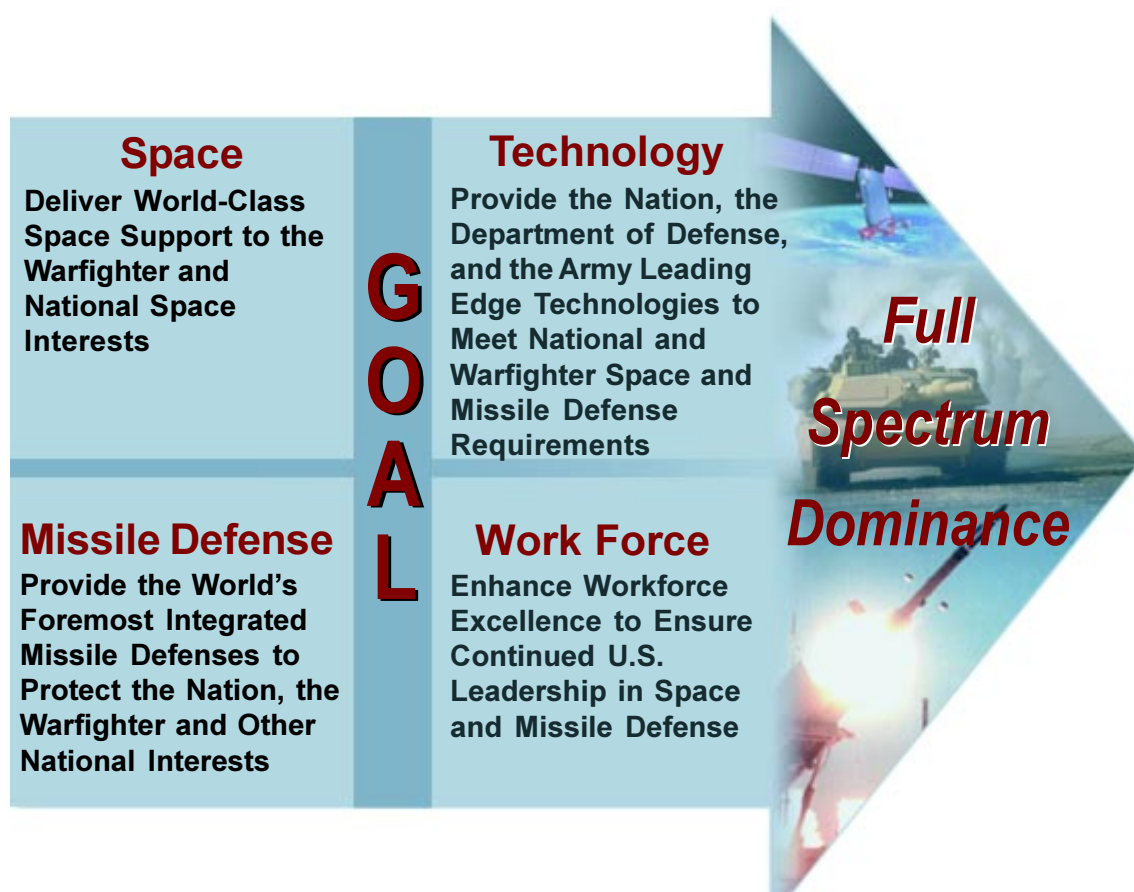 Space
Deliver World-Class
Space Support to the
Warfighter and
National Space
Interests
Missile Defense
Provide the World's
Foremost Integrated
Missile Defenses to
Protect the Nation, the
Warfighter and Other
National Interests
G
O
A
L
Technology
Provide the Nation, the
Department of Defense,
and the Army Leading
Edge Technologies to
Meet National and
Warfighter Space and
Missile Defense
Requirements
Work Force
Enhance Workforce
Excellence to Ensure
Continued U.S.
Leadership in Space
and Missile Defense
Full
Spectrum
Dominance